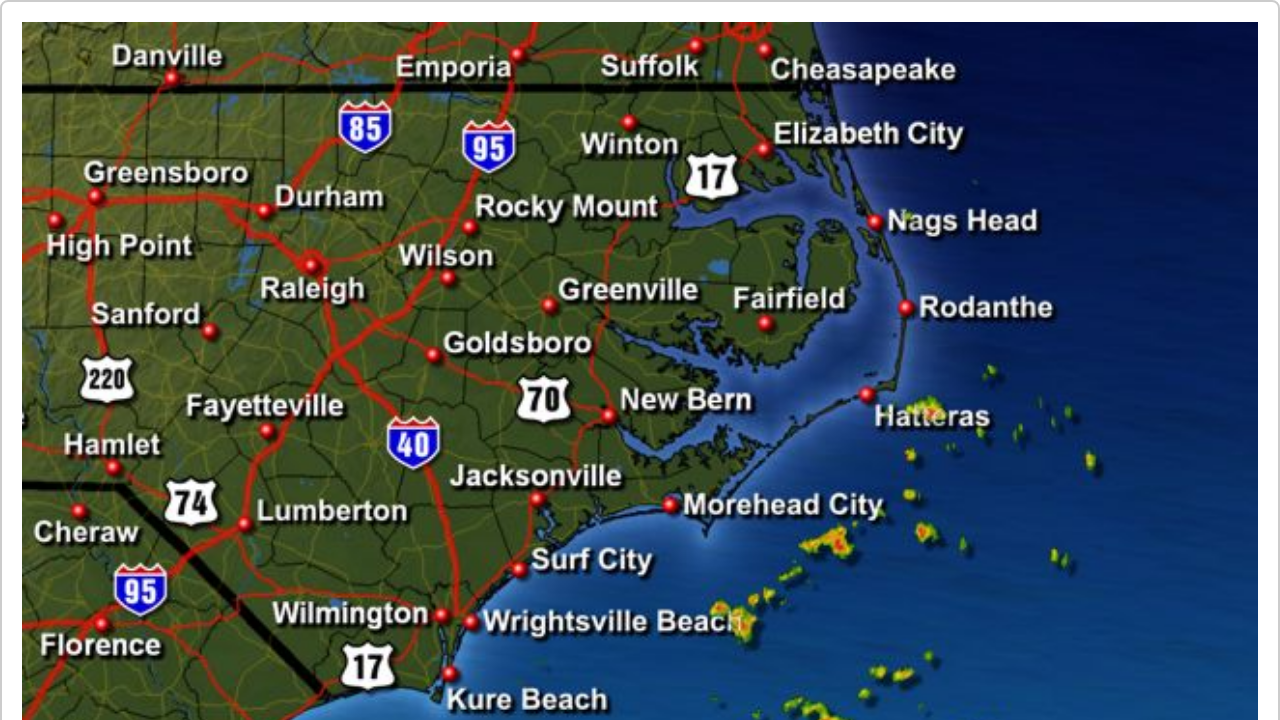 Danville
Emporia
Suffolk
Cheasapeake
85
95
Winton
Elizabeth City
17
Greensboro
Durham
Rocky Mount
Nags Head
High Point
Wilson
Raleigh
Greenville
Fairfield
Rodanthe
Sanford
Goldsboro
220
70
New Bern
Fayetteville
Hatteras
40
Hamlet
Jacksonville
74
Lumberton
Morehead City
Cheraw
Surf City
95
Wilmington
Wrightsville Beach
Florence
17
Kure Beach